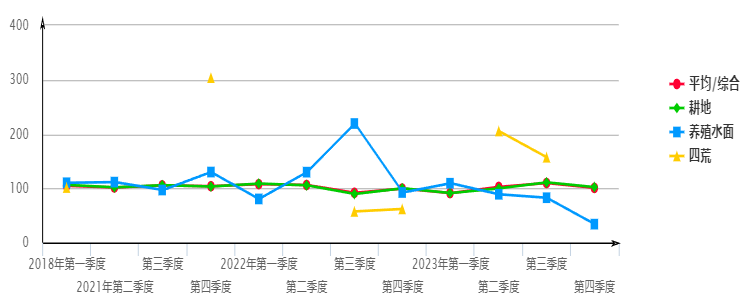 400
300
200
100
0
平均/综合
耕地
养殖水面
四荒
2018年第一季度
第三季度
2022年第一季度
第三季度
2023年第一季度
第三季度
2021年第二季度
第四季度
第二季度
第四季度
第二季度
第四季度